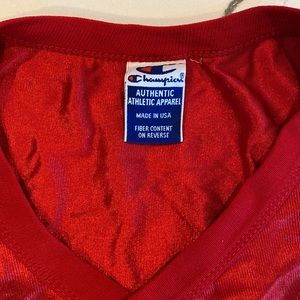 Champion
AUTHENTIC
ATHLETIC APPAREL
MADE IN USA
FIBER CONTENT
ON REVERSE